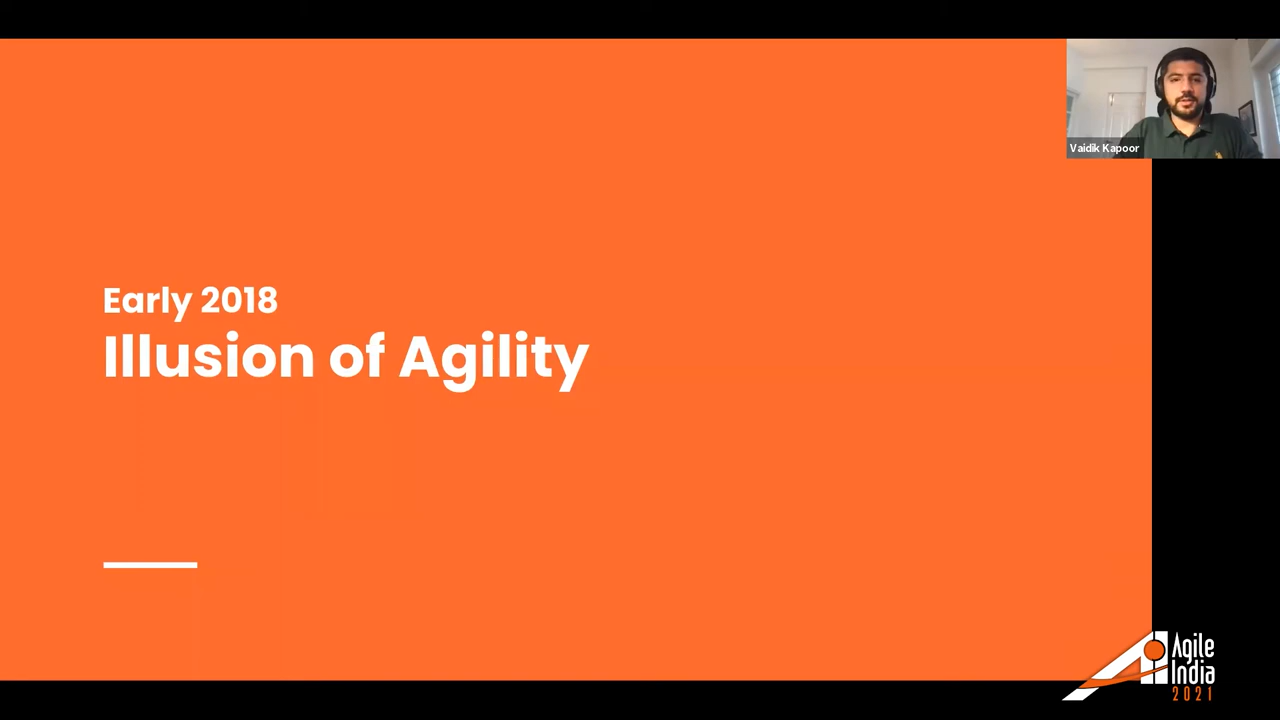 Vaidik Kapoor
Early 2018
Illusion of Agility
Agile
India
2021